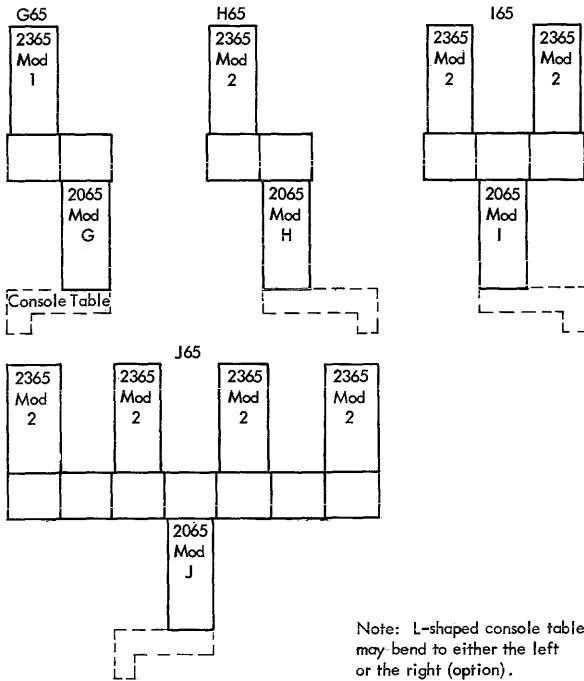 G65
H65
I65
2365
Mod
1
2365
Mod
2
2365
Mod
2
2365
Mod
2
2065
Mod
G
2065
Mod
H
2065
Mod
I
Console Table
J65
2365
Mod
2
2365
Mod
2
2365
Mod
2
2365
Mod
2
2065
Mod
J
Note: L-shaped console table
may bend to either the left
or the right (option).